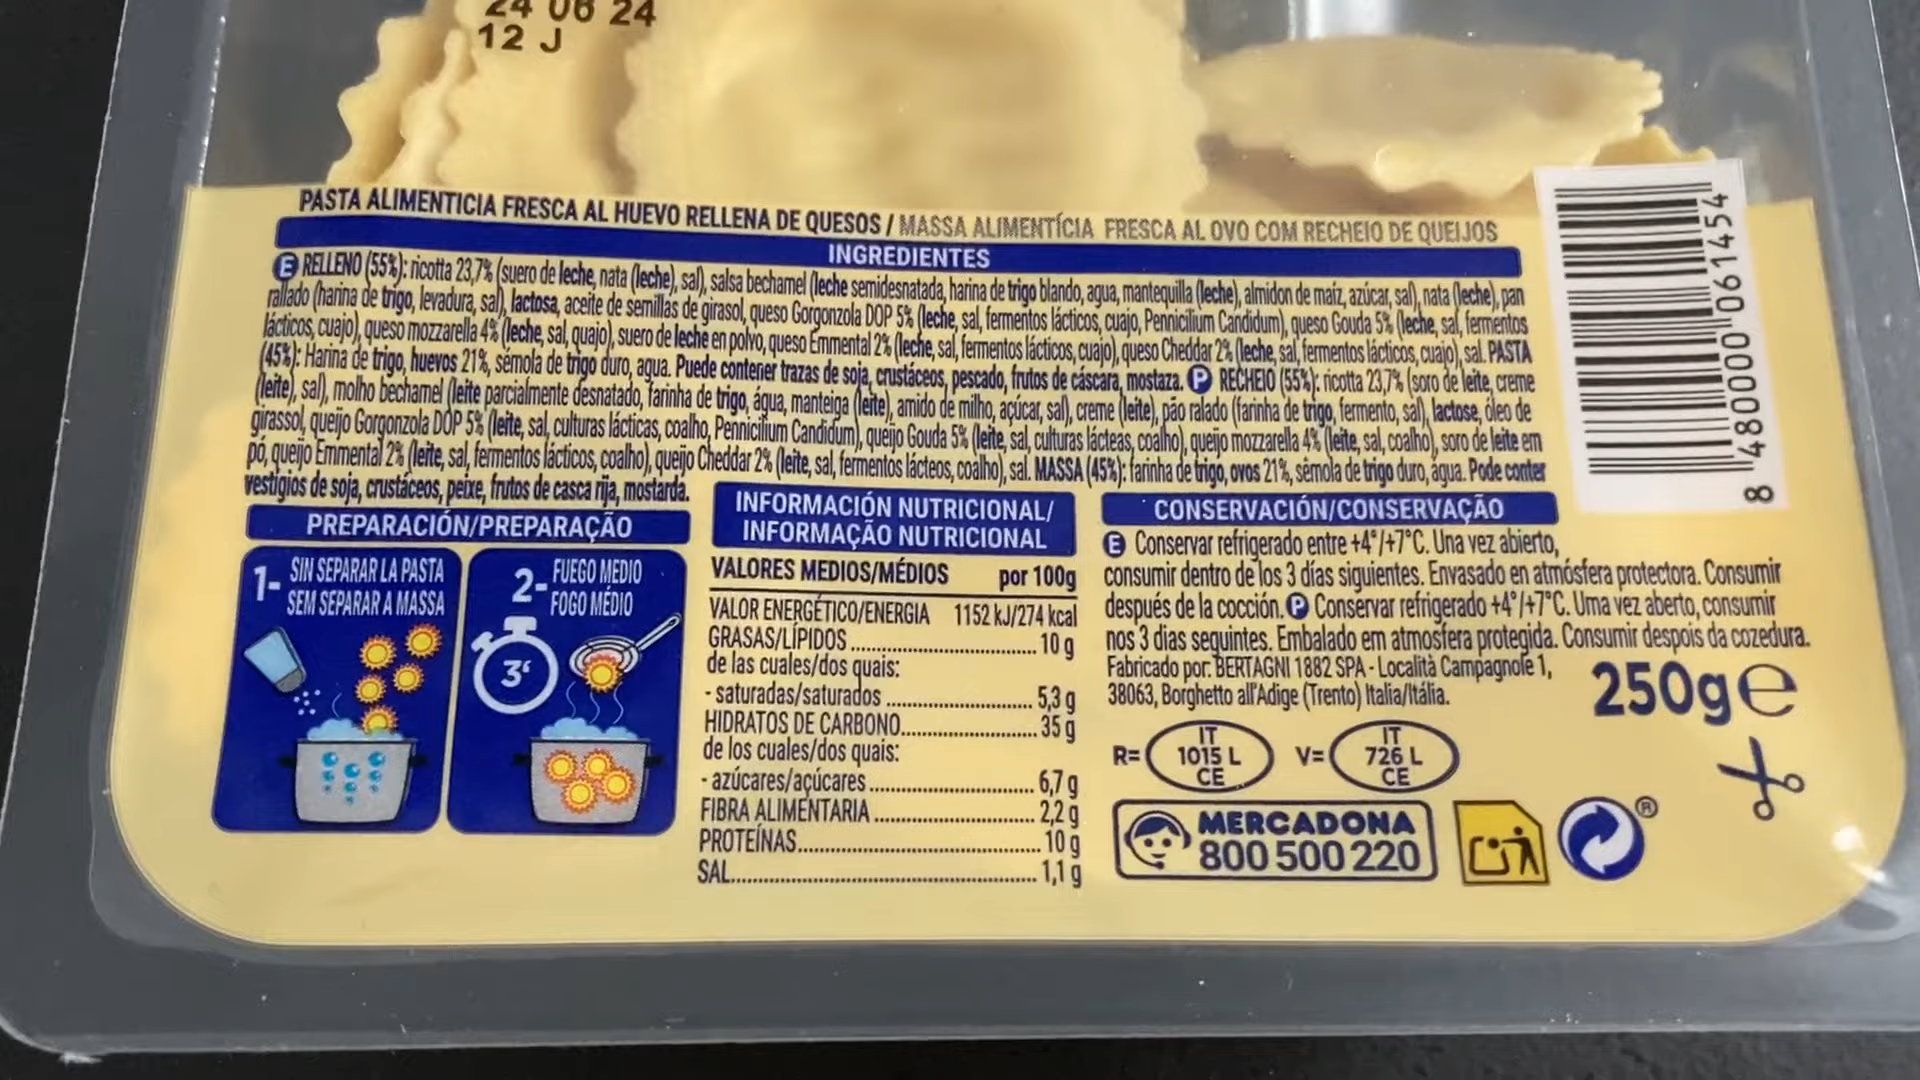 24 06 24
12 J
PASTA ALIMENTICIA FRESCA AL HUEVO RELLENA DE QUESOS / MASSA ALIMENTÍCIA FRESCA AL OVO COM RECHEIO DE QUEIJOS
INGREDIENTES
E RELLENO (55%): ricotta 23,7% (suero de leche, nata (leche), sal), salsa bechamel (leche semidesnatada, harina de trigo blando, agua, mantequilla (leche), almidon de maíz, azúcar, sal), nata (leche), pan
rallado (harina de trigo, levadura, sal), lactosa, aceite de semillas de girasol, queso Gorgonzola DOP 5% (leche, sal, fermentos lácticos, cuajo, Pennicilium Candidum), queso Gouda 5% (leche, sal, fermentos
lácticos, cuajo), queso mozzarella 4% (leche, sal, quajo), suero de leche en polvo, queso Emmental 2% (leche, sal, fermentos lácticos, cuajo), queso Cheddar 2% (leche, sal, fermentos lácticos, cuajo), sal. PASTA
(45%): Harina de trigo, huevos 21%, sémola de trigo duro, agua. Puede contener trazas de soja, crustáceos, pescado, frutos de cáscara, mostaza. P RECHEIO (55%): ricotta 23,7% (soro de leite, creme
(leite), sal), molho bechamel (leite parcialmente desnatado, farinha de trigo, água, manteiga (leite), amido de milho, açúcar, sal), creme (leite), pão ralado (farinha de trigo, fermento, sal), lactose, óleo de
girassol, queijo Gorgonzola DOP 5% (leite, sal, culturas lácticas, coalho, Pennicilium Candidum), queijo Gouda 5% (leite, sal, culturas lácteas, coalho), queijo mozzarella 4% (leite, sal, coalho), soro de leite em
pó, queijo Emmental 2% (leite, sal, fermentos lácticos, coalho), queijo Cheddar 2% (leite, sal, fermentos lácteos, coalho), sal. MASSA (45%): farinha de trigo, ovos 21%, sêmola de trigo duro, água. Pode conter
vestígios de soja, crustáceos, peixe, frutos de casca rija, mostarda.
8 480000 061454
PREPARACIÓN/PREPARAÇÃO
1- SIN SEPARAR LA PASTA
SEM SEPARAR A MASSA
2- FUEGO MEDIO
FOGO MÉDIO
3‘
INFORMACIÓN NUTRICIONAL/
INFORMAÇÃO NUTRICIONAL
VALORES MEDIOS/MÉDIOS por 100g
VALOR ENERGÉTICO/ENERGIA 1152 kJ/274 kcal
GRASAS/LÍPIDOS 10 g
de las cuales/dos quais:
- saturadas/saturados 5,3 g
HIDRATOS DE CARBONO 35 g
de los cuales/dos quais:
- azúcares/açúcares 6,7 g
FIBRA ALIMENTARIA 2,2 g
PROTEÍNAS 10 g
SAL 1,1 g
CONSERVACIÓN/CONSERVAÇÃO
E Conservar refrigerado entre +4°/+7°C. Una vez abierto,
consumir dentro de los 3 días siguientes. Envasado en atmósfera protectora. Consumir
después de la cocción. P Conservar refrigerado +4°/+7°C. Uma vez aberto, consumir
nos 3 dias seguintes. Embalado em atmosfera protegida. Consumir despois da cozedura.
Fabricado por: BERTAGNI 1882 SPA - Località Campagnole 1,
38063, Borghetto all'Adige (Trento) Italia/Itália.
250g e
R= IT
1015 L
CE
V= IT
726 L
CE
MERCADONA
800 500 220
®